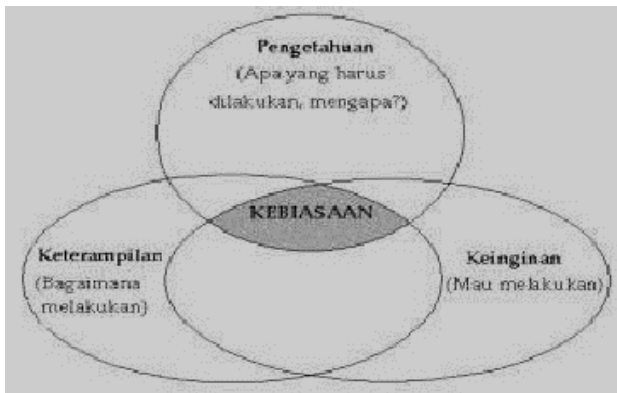 Pengetahuan
(Apa yang harus
dilakukan, mengapa?)
KEBIASAAN
Keterampilan
(Bagaimana
melakukan)
Keinginan
(Mau melakukan)